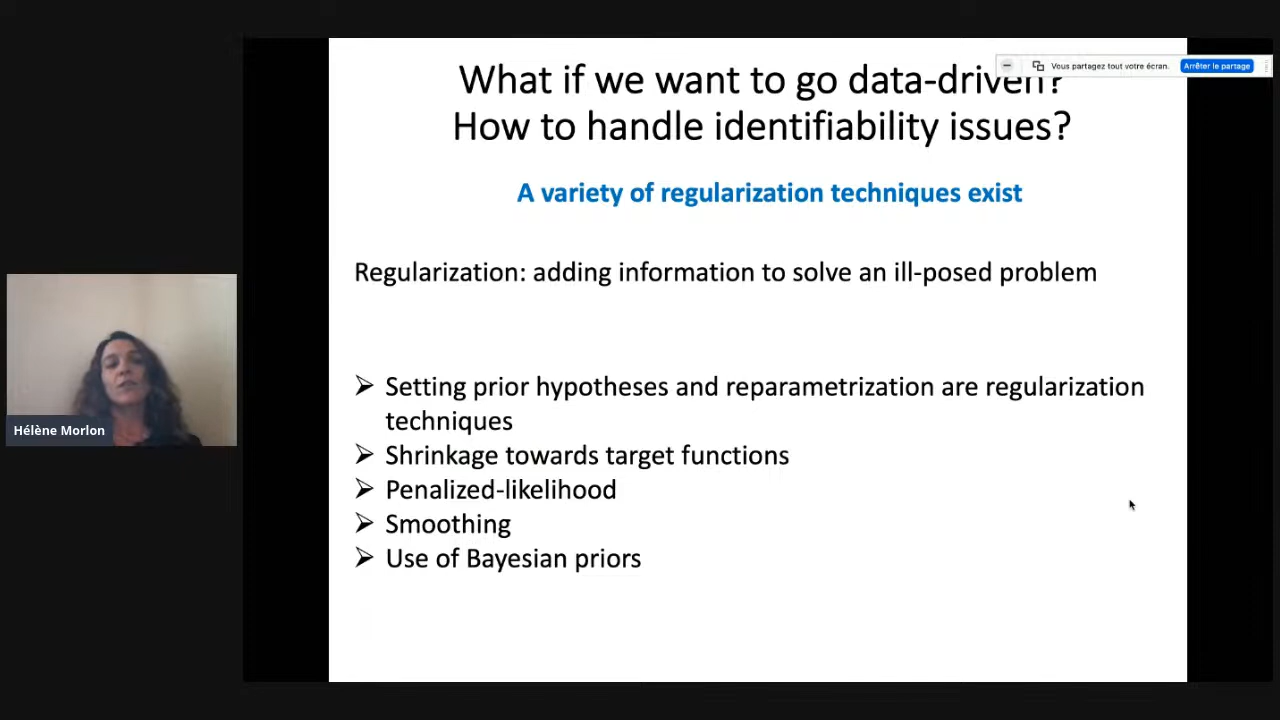 What if we want to go data-driven?
Vous partagez tout votre écran.
Arrêter le partage
How to handle identifiability issues?
A variety of regularization techniques exist
Regularization: adding information to solve an ill-posed problem
Setting prior hypotheses and reparametrization are regularization
techniques
Shrinkage towards target functions
Penalized-likelihood
Smoothing
Use of Bayesian priors
Hélène Morlon